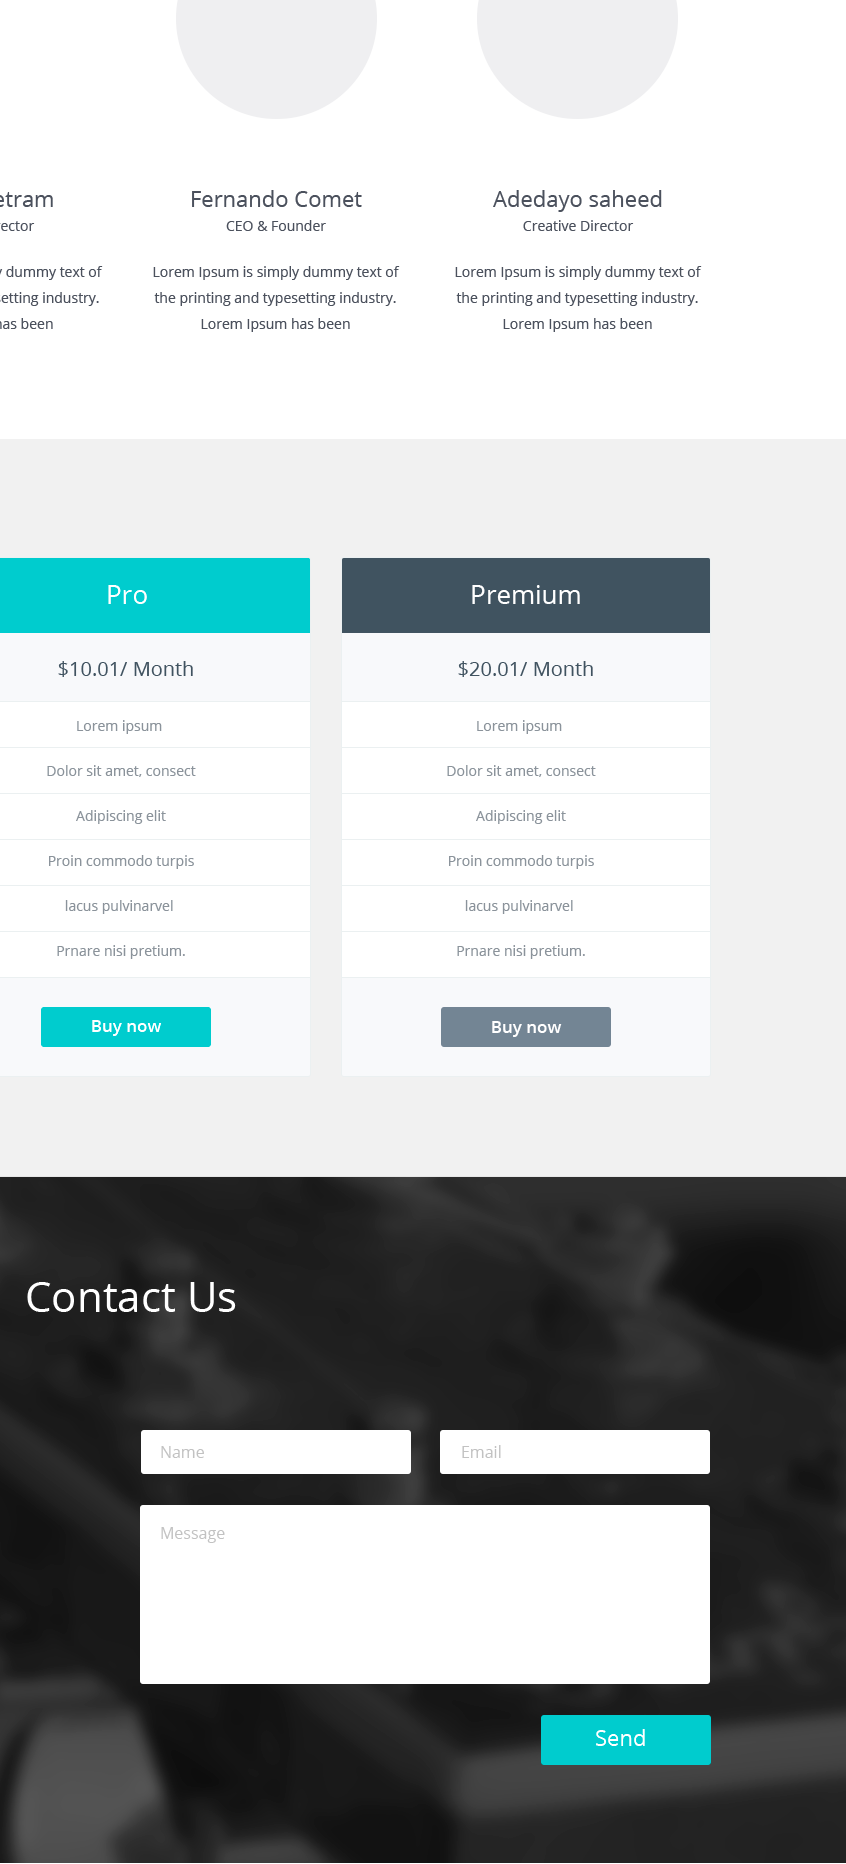 etram
Fernando Comet
Adedayo saheed
ector
CEO & Founder
Creative Director
dummy text of
Lorem Ipsum is simply dummy text of
Lorem Ipsum is simply dummy text of
etting industry.
the printing and typesetting industry.
the printing and typesetting industry.
has been
Lorem Ipsum has been
Lorem Ipsum has been
Pro
Premium
$10.01/ Month
$20.01/ Month
Lorem ipsum
Lorem ipsum
Dolor sit amet, consect
Dolor sit amet, consect
Adipiscing elit
Adipiscing elit
Proin commodo turpis
Proin commodo turpis
lacus pulvinarvel
lacus pulvinarvel
Prnare nisi pretium.
Prnare nisi pretium.
Buy now
Buy now
Contact Us
Name
Email
Message
Send